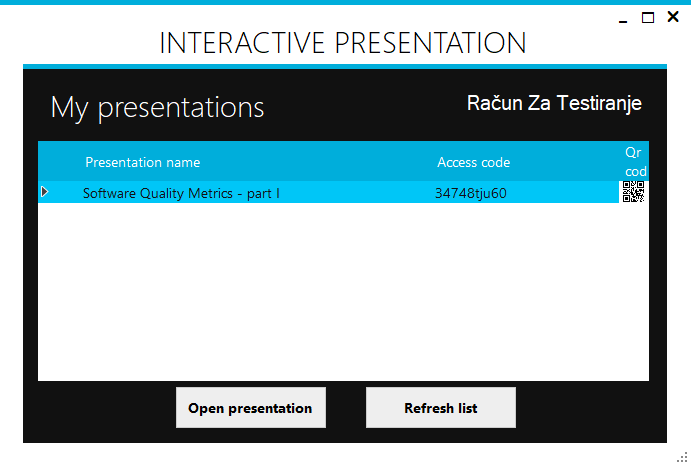 INTERACTIVE PRESENTATION
My presentations
Račun Za Testiranje
Presentation name
Access code
Qr
cod
Software Quality Metrics - part I
34748tju60
Open presentation
Refresh list